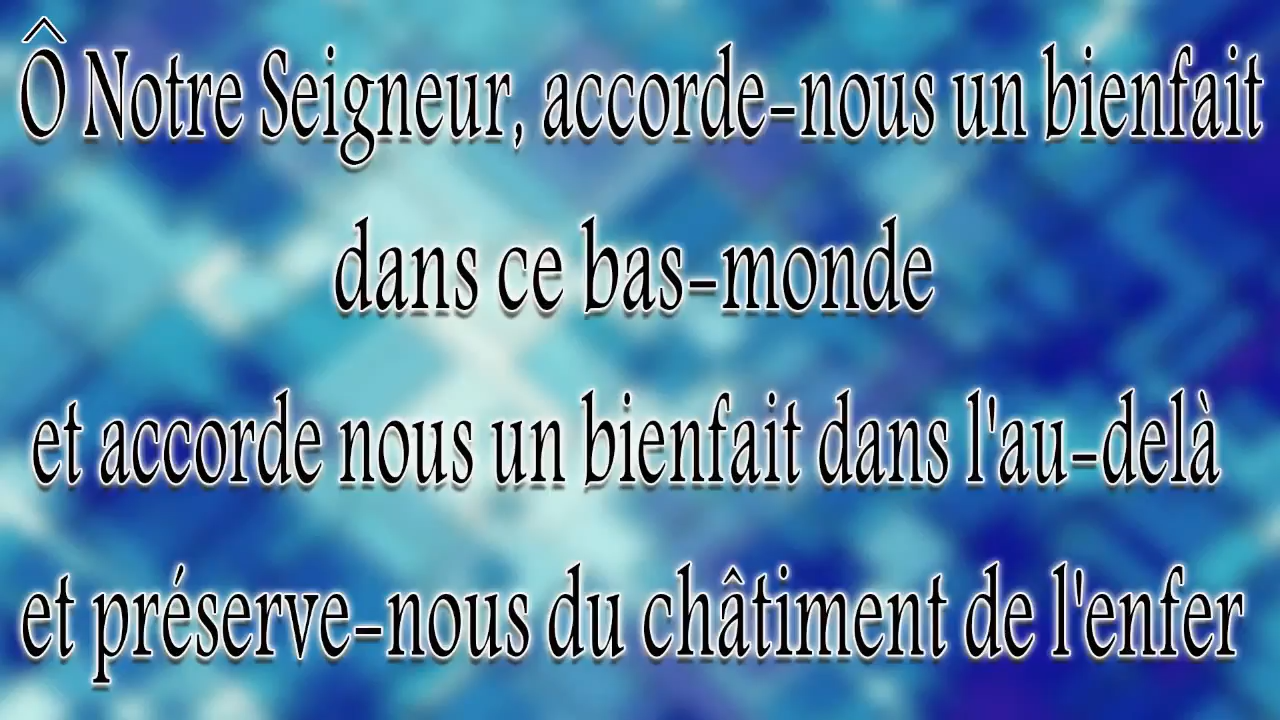 Ô Notre Seigneur, accorde-nous un bienfait
dans ce bas-monde
et accorde nous un bienfait dans l'au-delà
et préserve-nous du châtiment de l'enfer